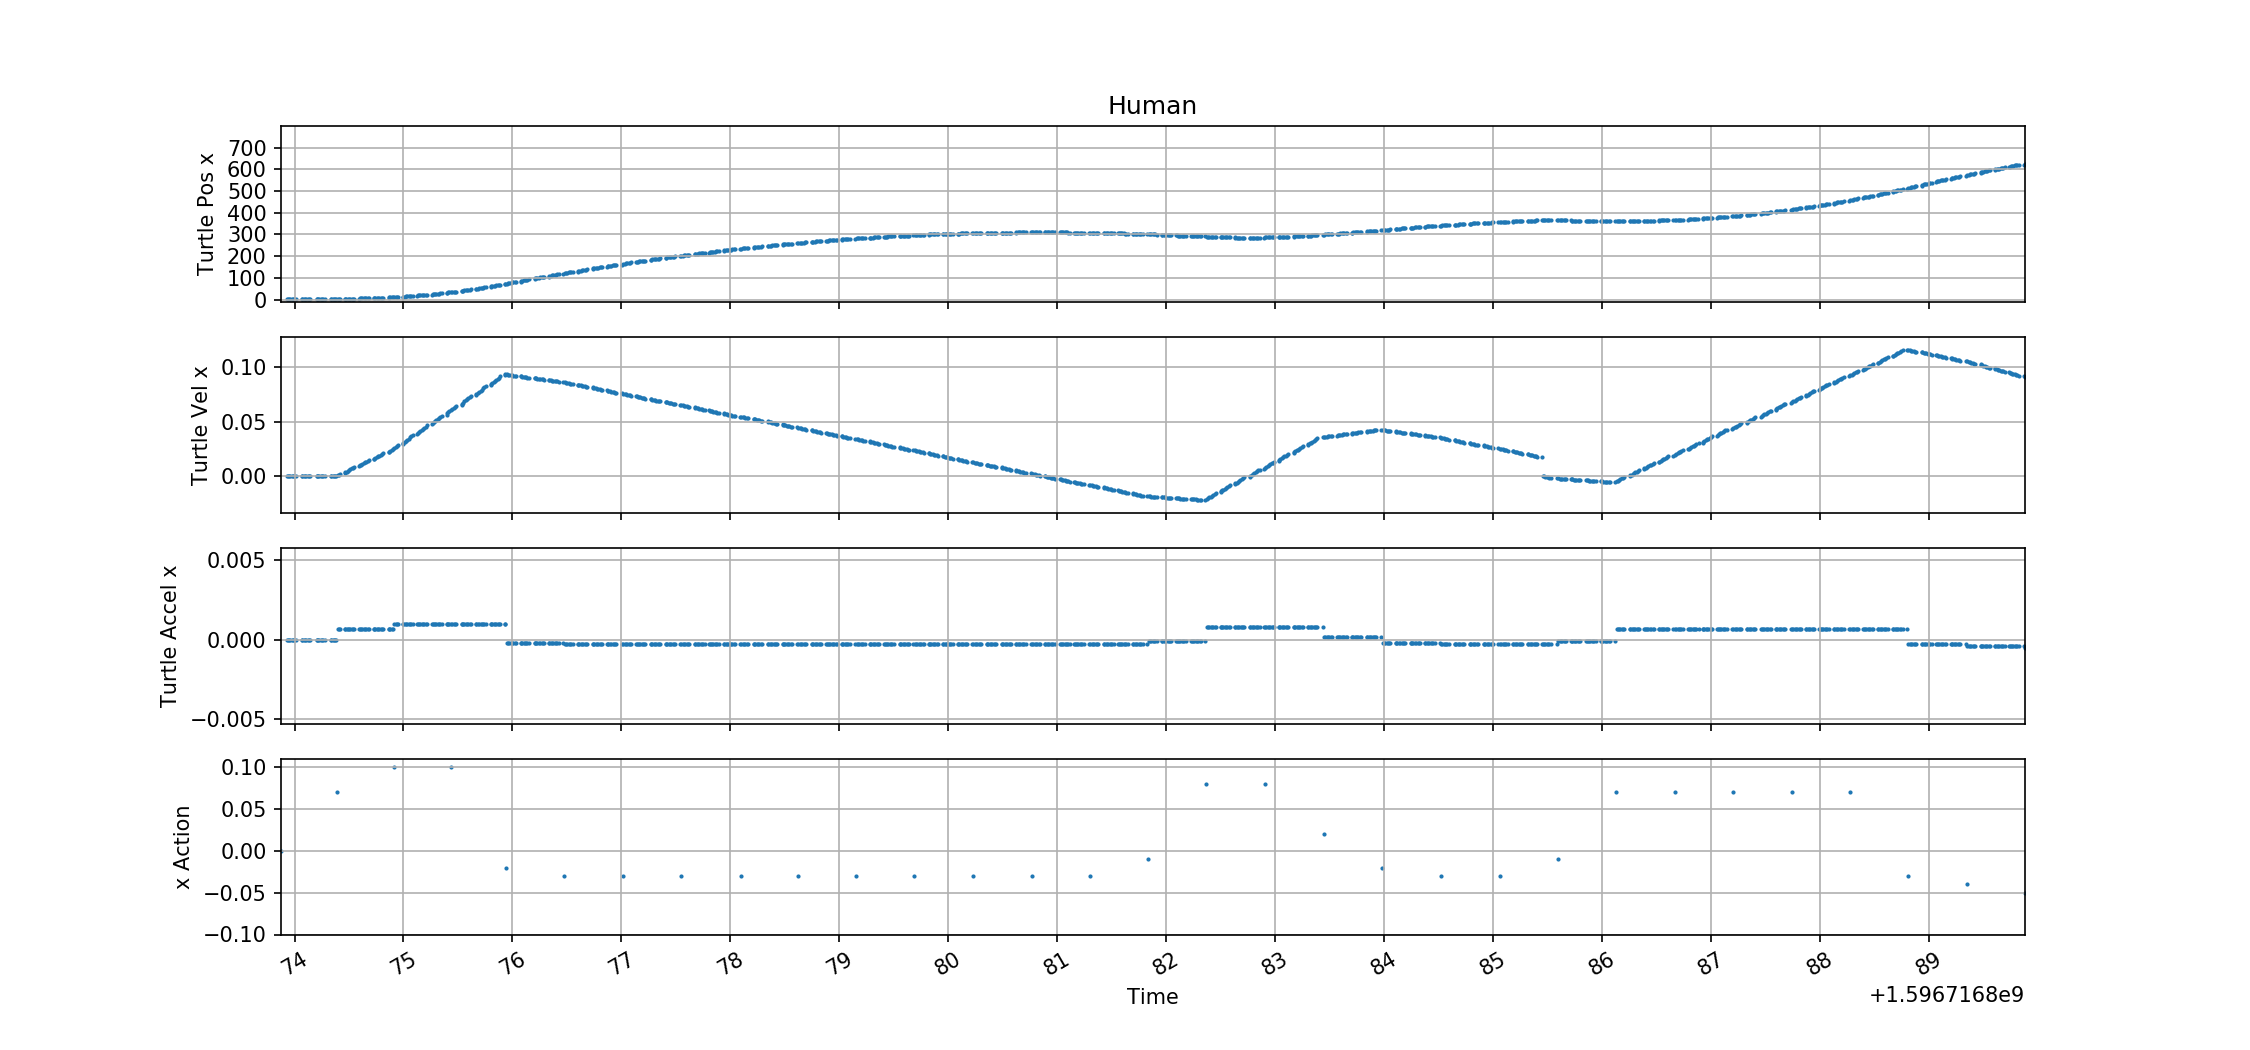 Human
Turtle Pos x
700
600
500
400
300
200
100
0
Turtle Vel x
0.10
0.05
0.00
Turtle Accel x
0.005
0.000
−0.005
x Action
0.10
0.05
0.00
−0.05
−0.10
74 75 76 77 78 79 80 81 82 83 84 85 86 87 88 89
Time
+1.5967168e9